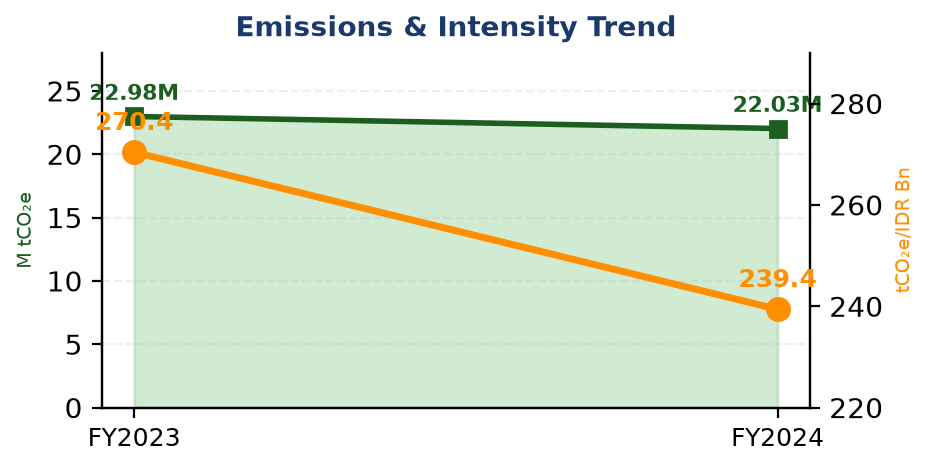 Emissions & Intensity Trend
M tCO₂e
25
20
15
10
5
0
22.98M
270.4
22.03M
239.4
280
260
240
220
tCO₂e/IDR Bn
FY2023
FY2024